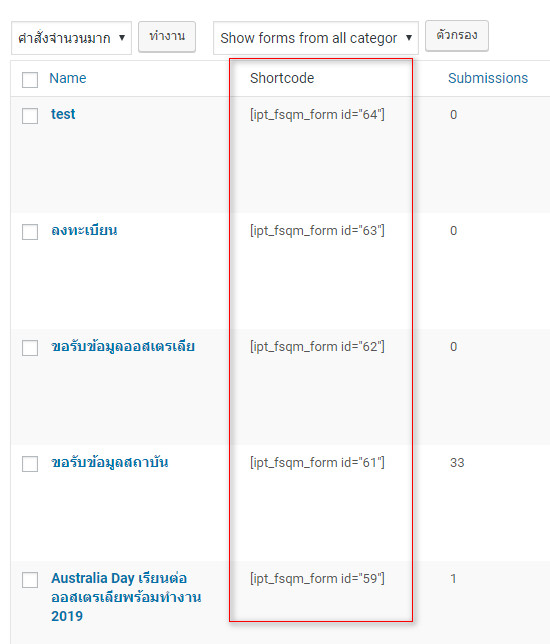 คำสั่งจำนวนมาก ทำงาน Show forms from all categor ตัวกรอง
Name Shortcode Submissions
test [ipt_fsqm_form id="64"] 0
ลงทะเบียน [ipt_fsqm_form id="63"] 0
ขอรับข้อมูลออสเตรเลีย [ipt_fsqm_form id="62"] 0
ขอรับข้อมูลสถาบัน [ipt_fsqm_form id="61"] 33
Australia Day เรียนต่อ [ipt_fsqm_form id="59"] 1
ออสเตรเลียพร้อมทำงาน
2019